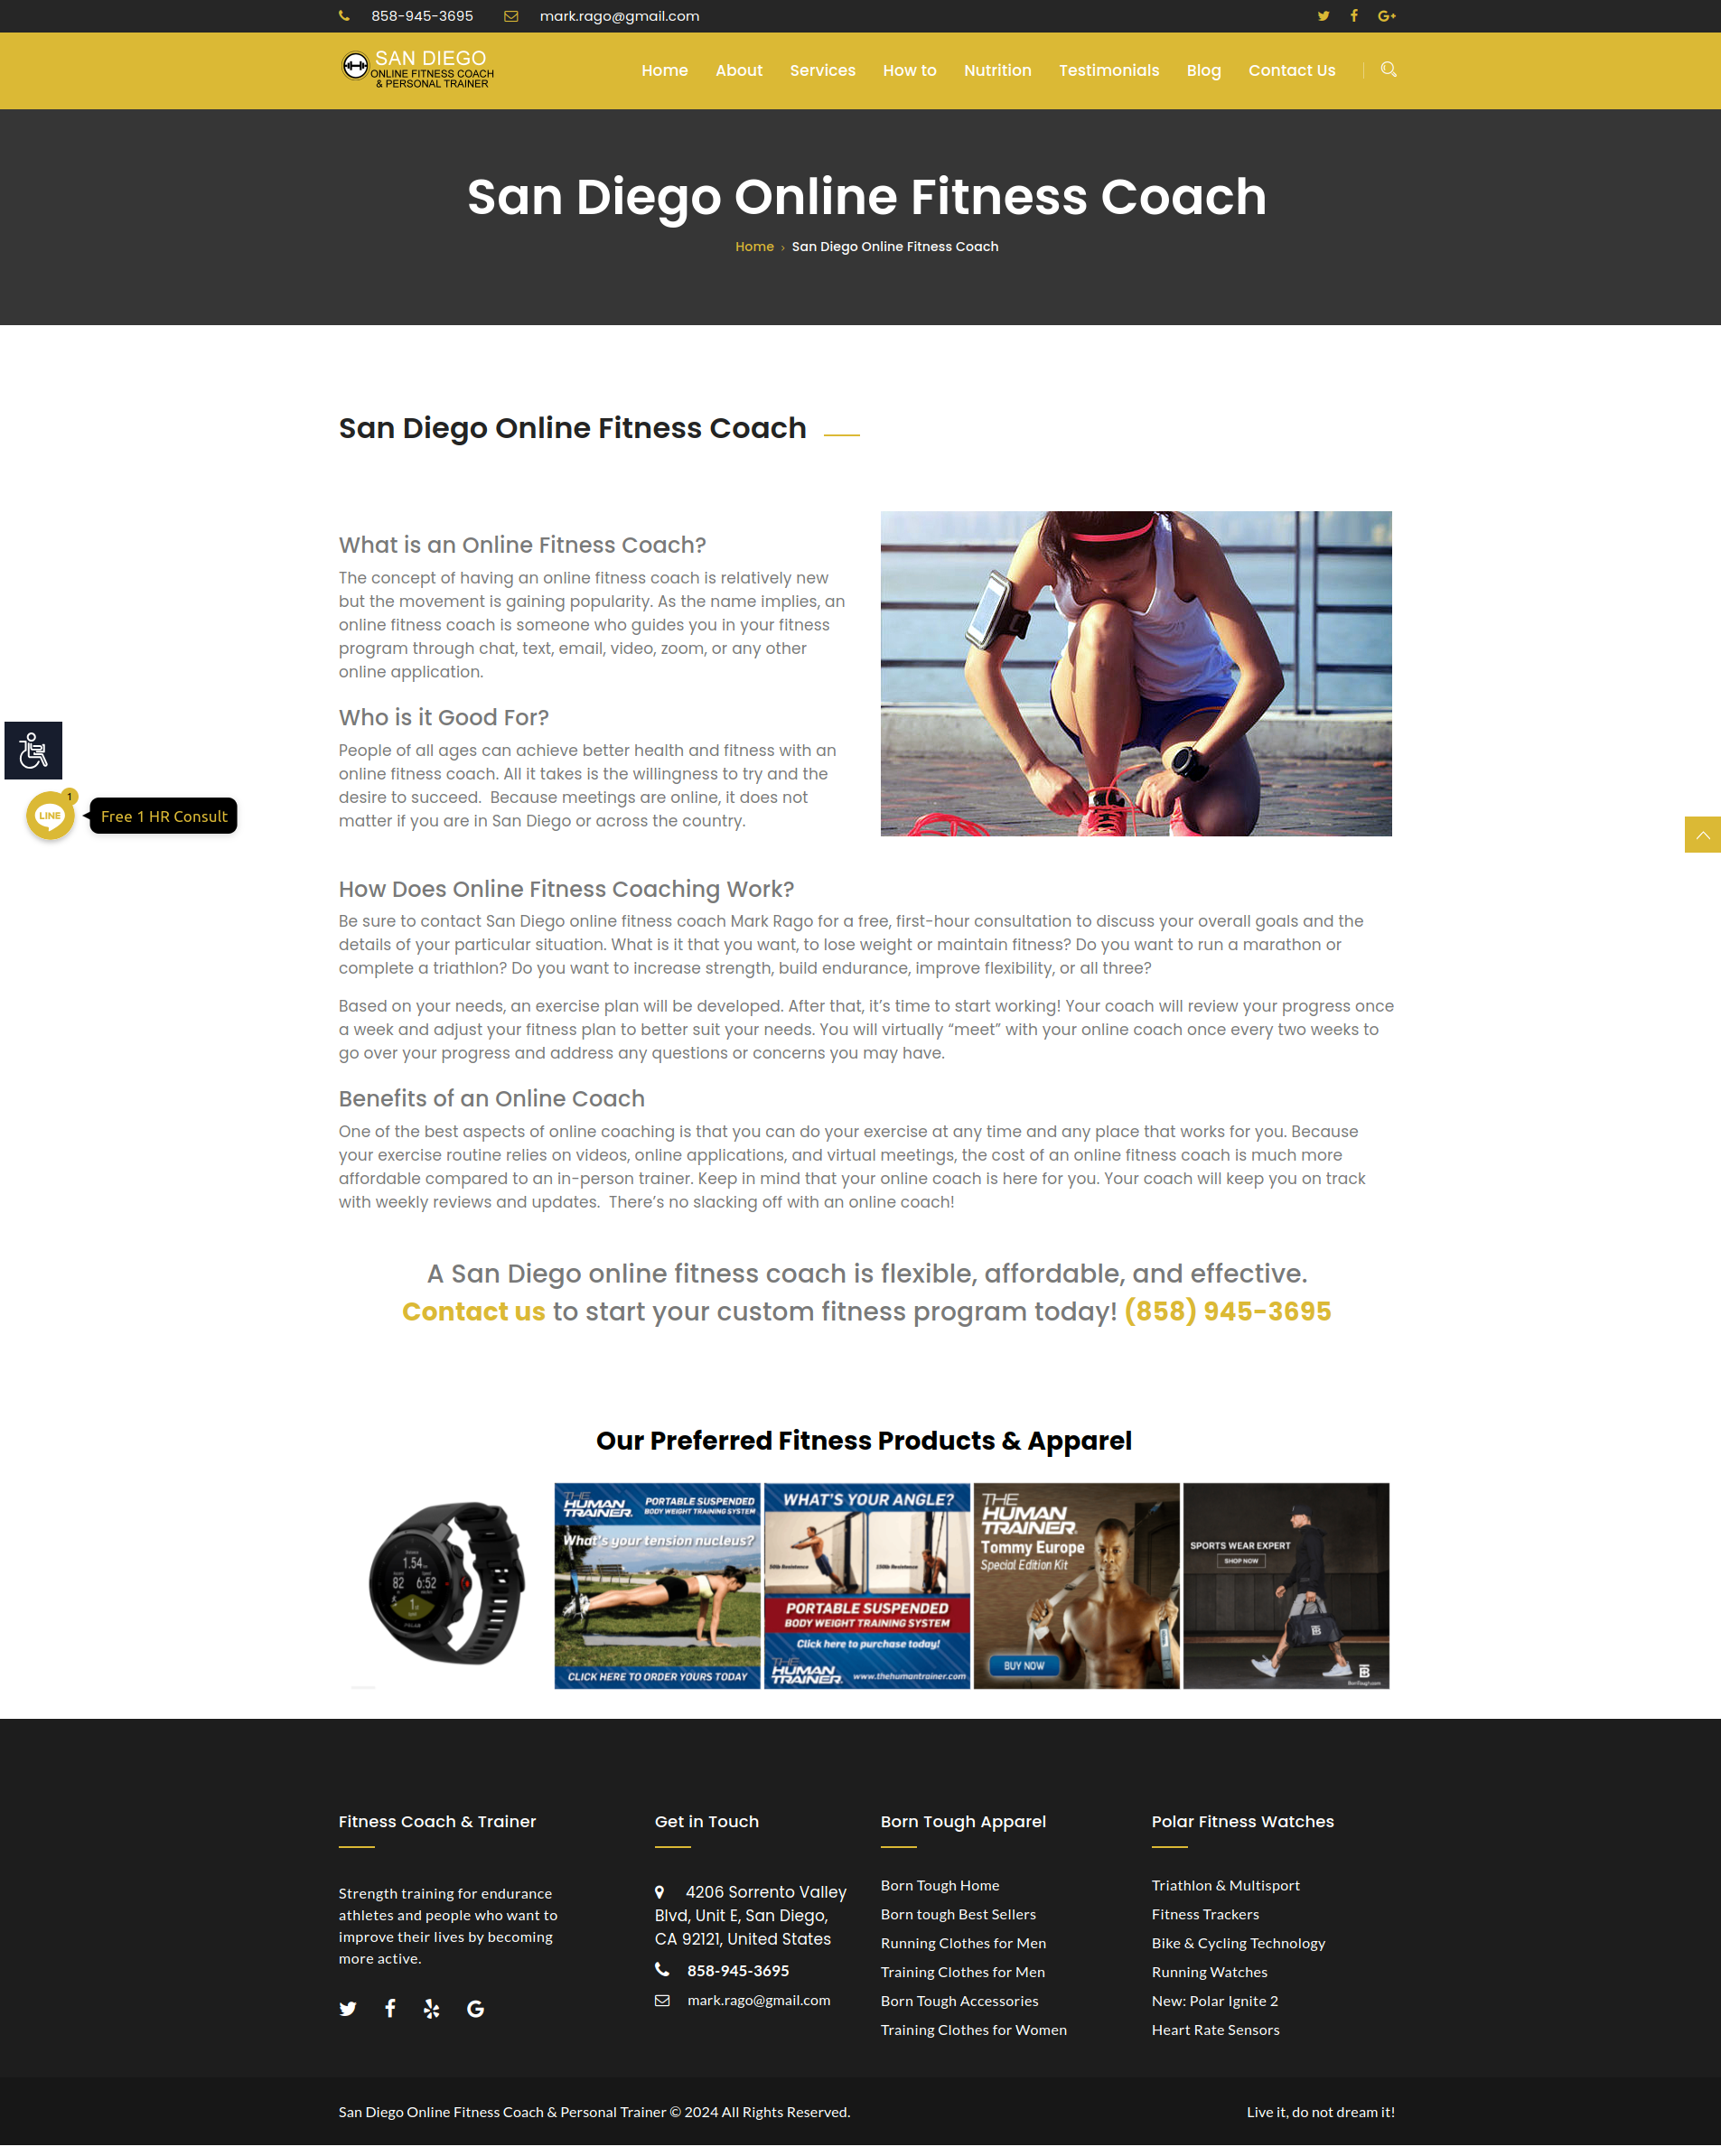 858-945-3695 mark.rago@gmail.com
SAN DIEGO
ONLINE FITNESS COACH
& PERSONAL TRAINER
Home About Services How to Nutrition Testimonials Blog Contact Us
San Diego Online Fitness Coach
Home › San Diego Online Fitness Coach
San Diego Online Fitness Coach
What is an Online Fitness Coach?
The concept of having an online fitness coach is relatively new
but the movement is gaining popularity. As the name implies, an
online fitness coach is someone who guides you in your fitness
program through chat, text, email, video, zoom, or any other
online application.
Who is it Good For?
People of all ages can achieve better health and fitness with an
online fitness coach. All it takes is the willingness to try and the
desire to succeed.  Because meetings are online, it does not
matter if you are in San Diego or across the country.
LINE
1
Free 1 HR Consult
How Does Online Fitness Coaching Work?
Be sure to contact San Diego online fitness coach Mark Rago for a free, first-hour consultation to discuss your overall goals and the
details of your particular situation. What is it that you want, to lose weight or maintain fitness? Do you want to run a marathon or
complete a triathlon? Do you want to increase strength, build endurance, improve flexibility, or all three?
Based on your needs, an exercise plan will be developed. After that, it’s time to start working! Your coach will review your progress once
a week and adjust your fitness plan to better suit your needs. You will virtually “meet” with your online coach once every two weeks to
go over your progress and address any questions or concerns you may have.
Benefits of an Online Coach
One of the best aspects of online coaching is that you can do your exercise at any time and any place that works for you. Because
your exercise routine relies on videos, online applications, and virtual meetings, the cost of an online fitness coach is much more
affordable compared to an in-person trainer. Keep in mind that your online coach is here for you. Your coach will keep you on track
with weekly reviews and updates.  There’s no slacking off with an online coach!
A San Diego online fitness coach is flexible, affordable, and effective.
Contact us to start your custom fitness program today! (858) 945-3695
Our Preferred Fitness Products & Apparel
1.54
82 6:52
POLAR
THE
HUMAN
TRAINER
PORTABLE SUSPENDED
BODY WEIGHT TRAINING SYSTEM
What's your tension nucleus?
CLICK HERE TO ORDER YOURS TODAY
WHAT'S YOUR ANGLE?
50lb Resistance 150lb Resistance
PORTABLE SUSPENDED
BODY WEIGHT TRAINING SYSTEM
Click here to purchase today!
THE
HUMAN
TRAINER
www.thehumantrainer.com
THE
HUMAN
TRAINER
Tommy Europe
Special Edition Kit
BUY NOW
SPORTS WEAR EXPERT
SHOP NOW
BornTough.com
Fitness Coach & Trainer
Strength training for endurance
athletes and people who want to
improve their lives by becoming
more active.
Get in Touch
4206 Sorrento Valley
Blvd, Unit E, San Diego,
CA 92121, United States
858-945-3695
mark.rago@gmail.com
Born Tough Apparel
Born Tough Home
Born tough Best Sellers
Running Clothes for Men
Training Clothes for Men
Born Tough Accessories
Training Clothes for Women
Polar Fitness Watches
Triathlon & Multisport
Fitness Trackers
Bike & Cycling Technology
Running Watches
New: Polar Ignite 2
Heart Rate Sensors
San Diego Online Fitness Coach & Personal Trainer © 2024 All Rights Reserved.
Live it, do not dream it!